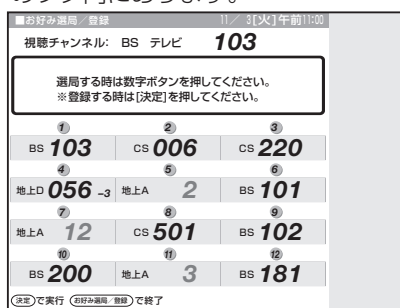 ■お好み選局／登録 11／ 3[火]午前11:00
視聴チャンネル: BS テレビ 103
選局する時は数字ボタンを押してください。
※登録する時は[決定]を押してください。
1 2 3
BS 103 CS 006 CS 220
4 5 6
地上D 056 -3 地上A 2 BS 101
7 8 9
地上A 12 CS 501 BS 102
10 11 12
BS 200 地上A 3 BS 181
決定で実行 お好み選局／登録で終了